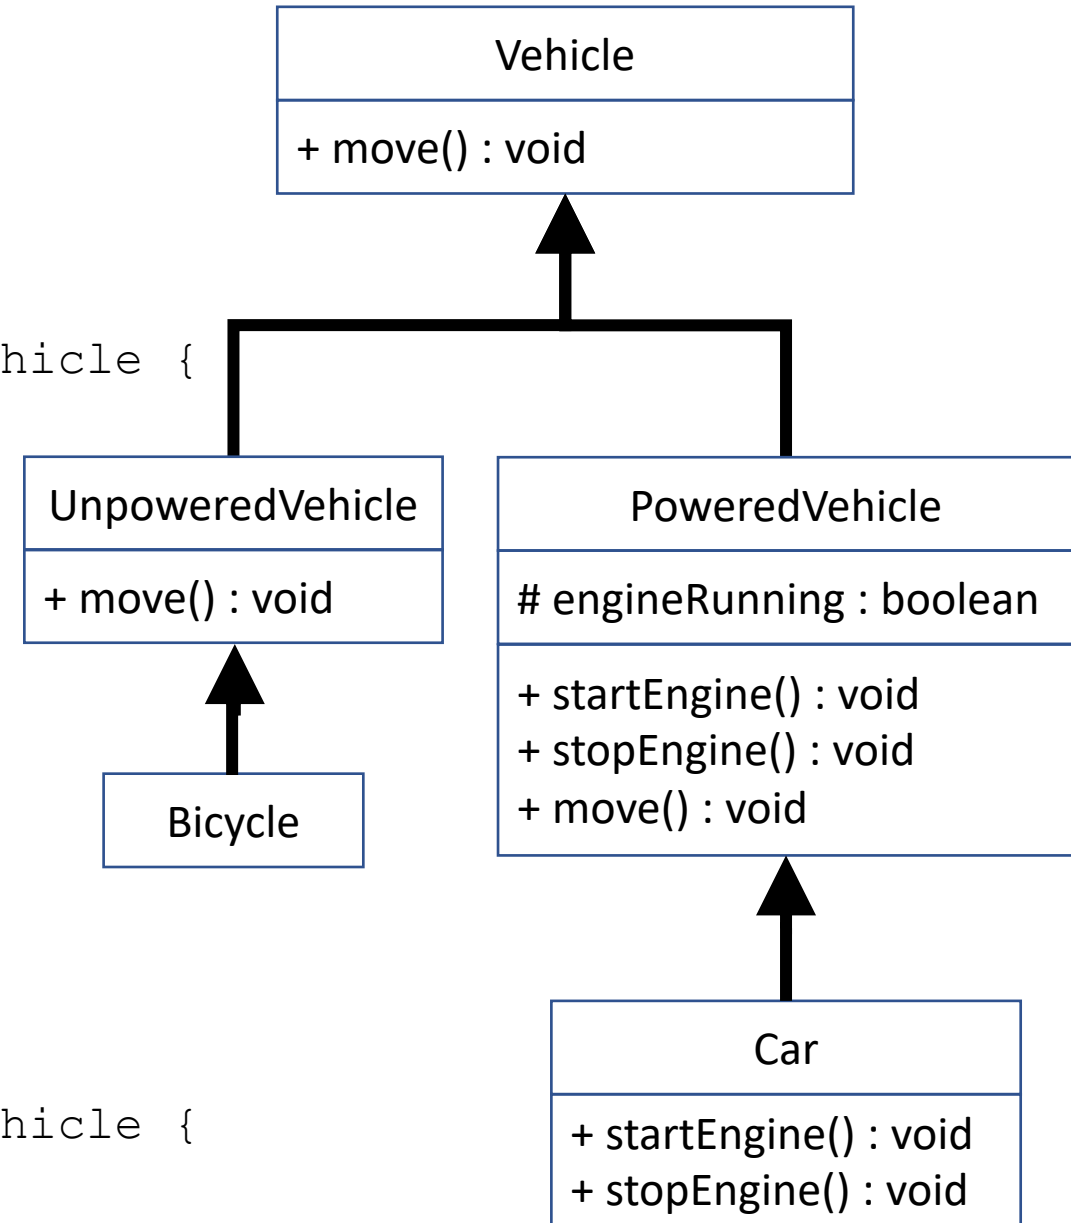 Vehicle
+ move() : void
hicle {
UnpoweredVehicle
+ move() : void
PoweredVehicle
# engineRunning : boolean
+ startEngine() : void
+ stopEngine() : void
+ move() : void
Bicycle
Car
+ startEngine() : void
+ stopEngine() : void
hicle {